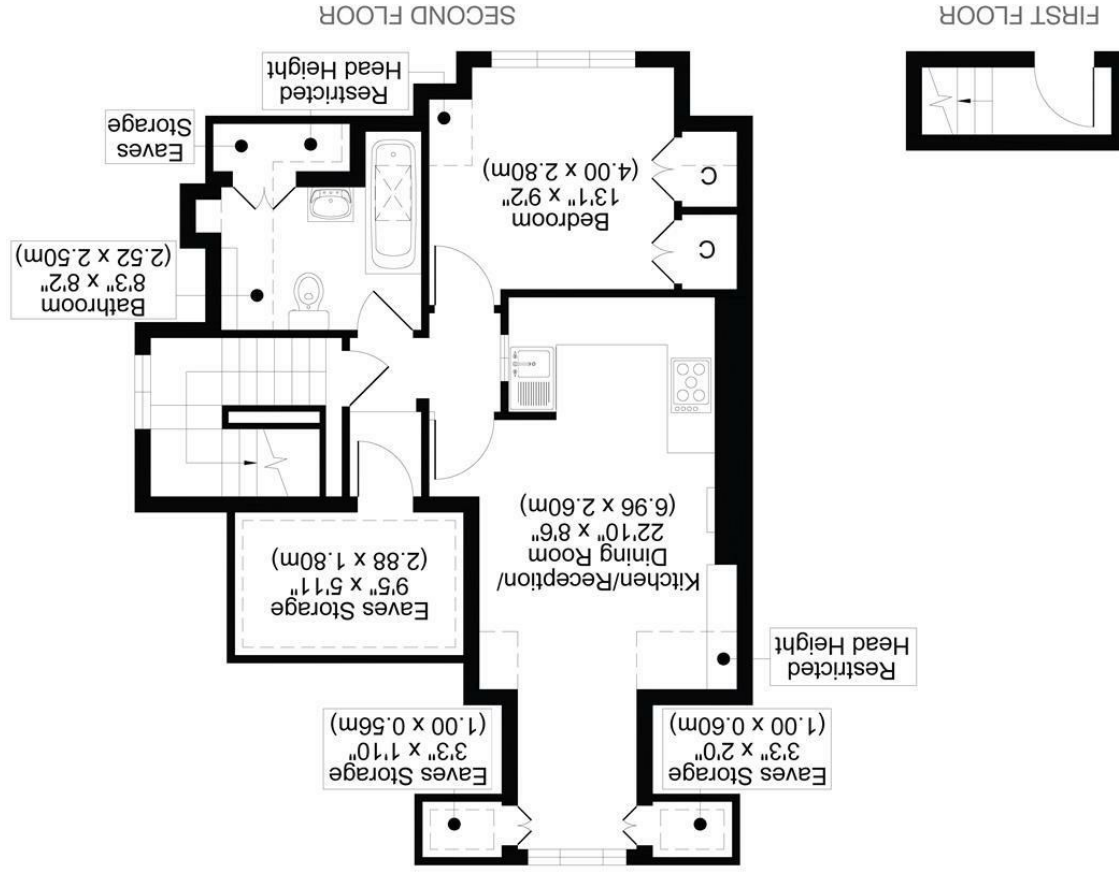 Eaves Storage
3'3" x 1'10"
(1.00 x 0.56m)
Eaves Storage
3'3" x 2'0"
(1.00 x 0.60m)
Restricted
Head Height
Eaves Storage
9'5" x 5'11"
(2.88 x 1.80m)
Kitchen/Reception/
Dining Room
22'10" x 8'6"
(6.96 x 2.60m)
Bathroom
8'3" x 8'2"
(2.52 x 2.50m)
C
C
Bedroom
13'1" x 9'2"
(4.00 x 2.80m)
Eaves
Storage
Restricted
Head Height
FIRST FLOOR
SECOND FLOOR